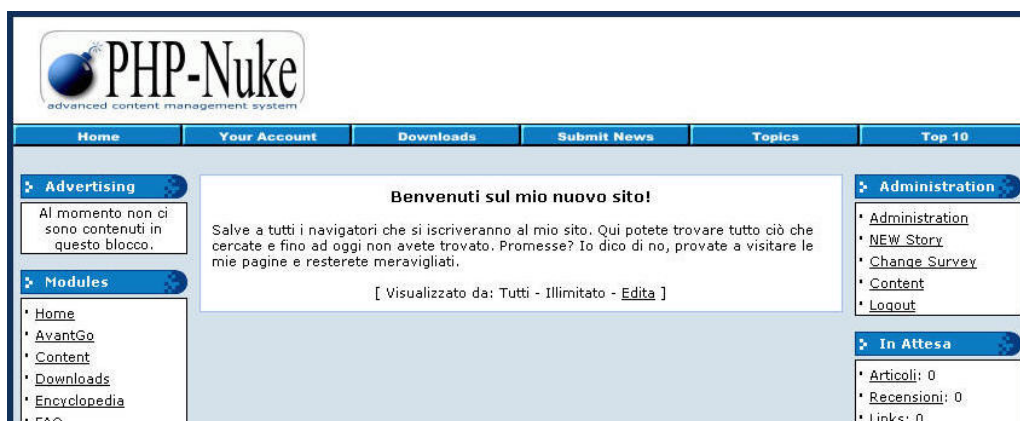 PHP-Nuke
advanced content management system
Home Your Account Downloads Submit News Topics Top 10
Advertising
Al momento non ci
sono contenuti in
questo blocco.
Modules
Home
AvantGo
Content
Downloads
Encyclopedia
FAQ
Benvenuti sul mio nuovo sito!
Salve a tutti i navigatori che si iscriveranno al mio sito. Qui potete trovare tutto ciò che
cercate e fino ad oggi non avete trovato. Promesse? Io dico di no, provate a visitare le
mie pagine e resterete meravigliati.
[ Visualizzato da: Tutti - Illimitato - Edita ]
Administration
Administration
NEW Story
Change Survey
Content
Logout
In Attesa
Articoli: 0
Recensioni: 0
Links: 0